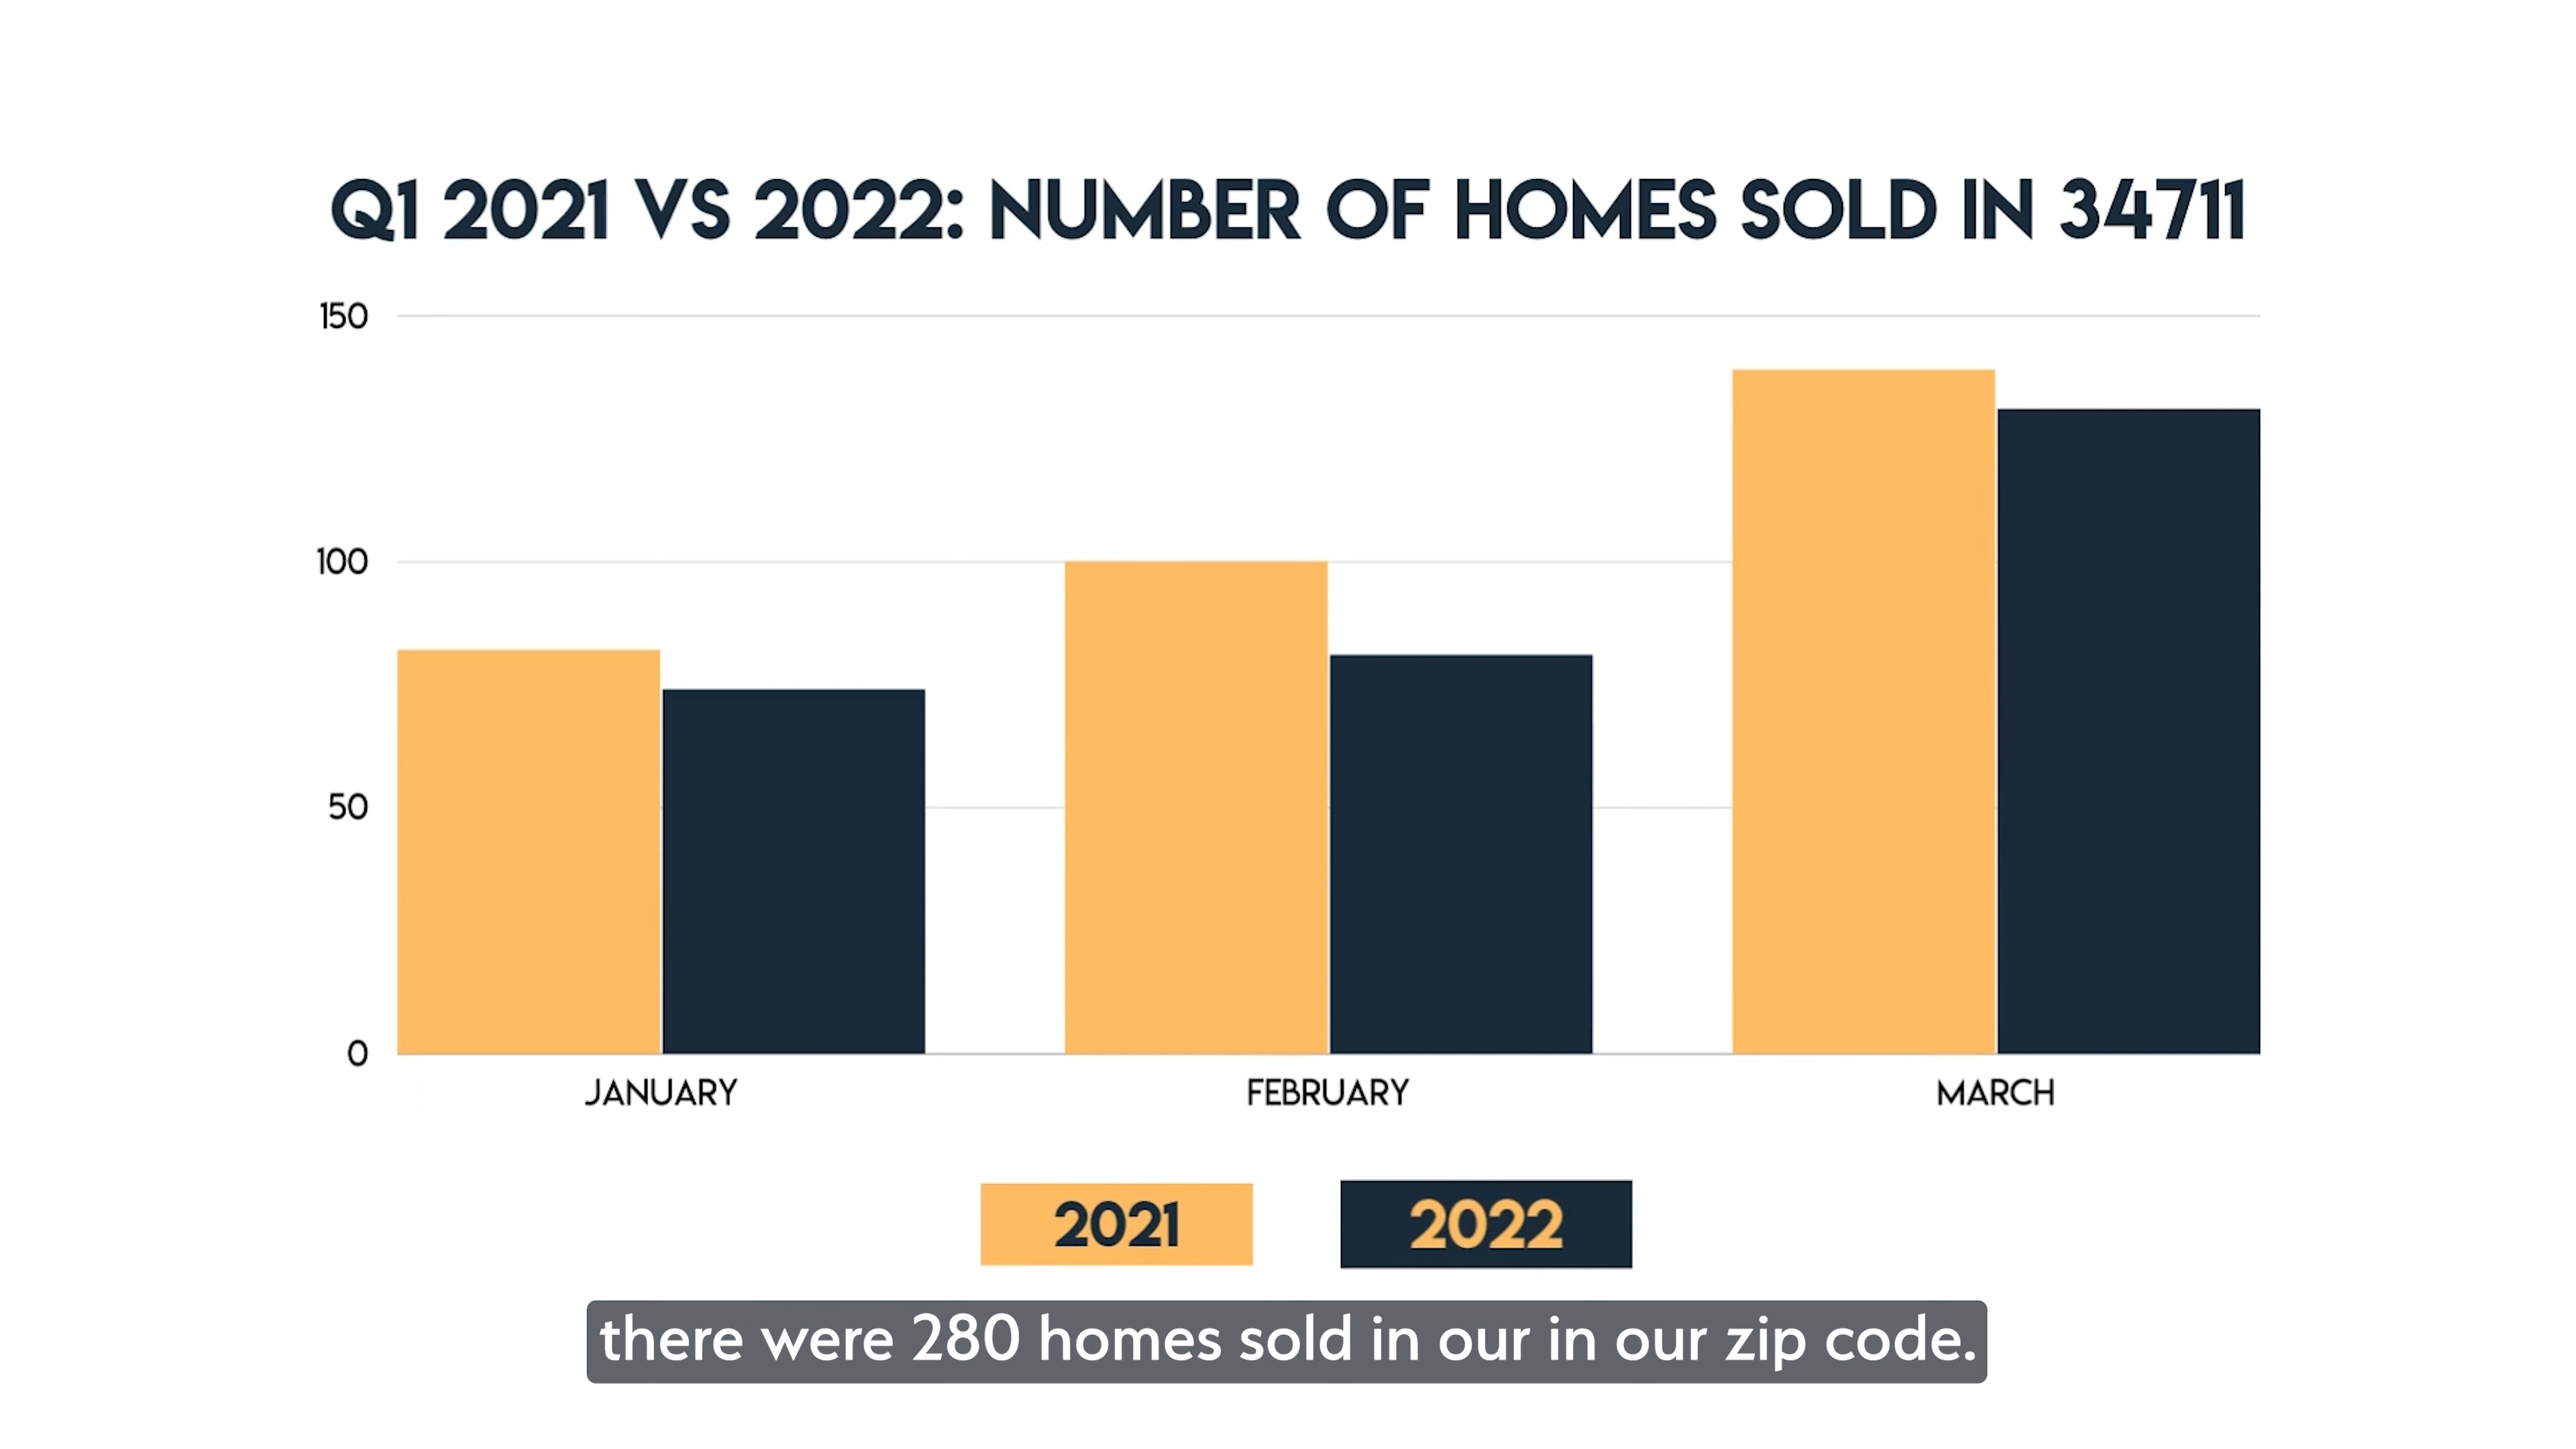 Q1 2021 VS 2022: NUMBER OF HOMES SOLD IN 34711
150
100
50
0
JANUARY FEBRUARY MARCH
2021 2022
there were 280 homes sold in our in our zip code.